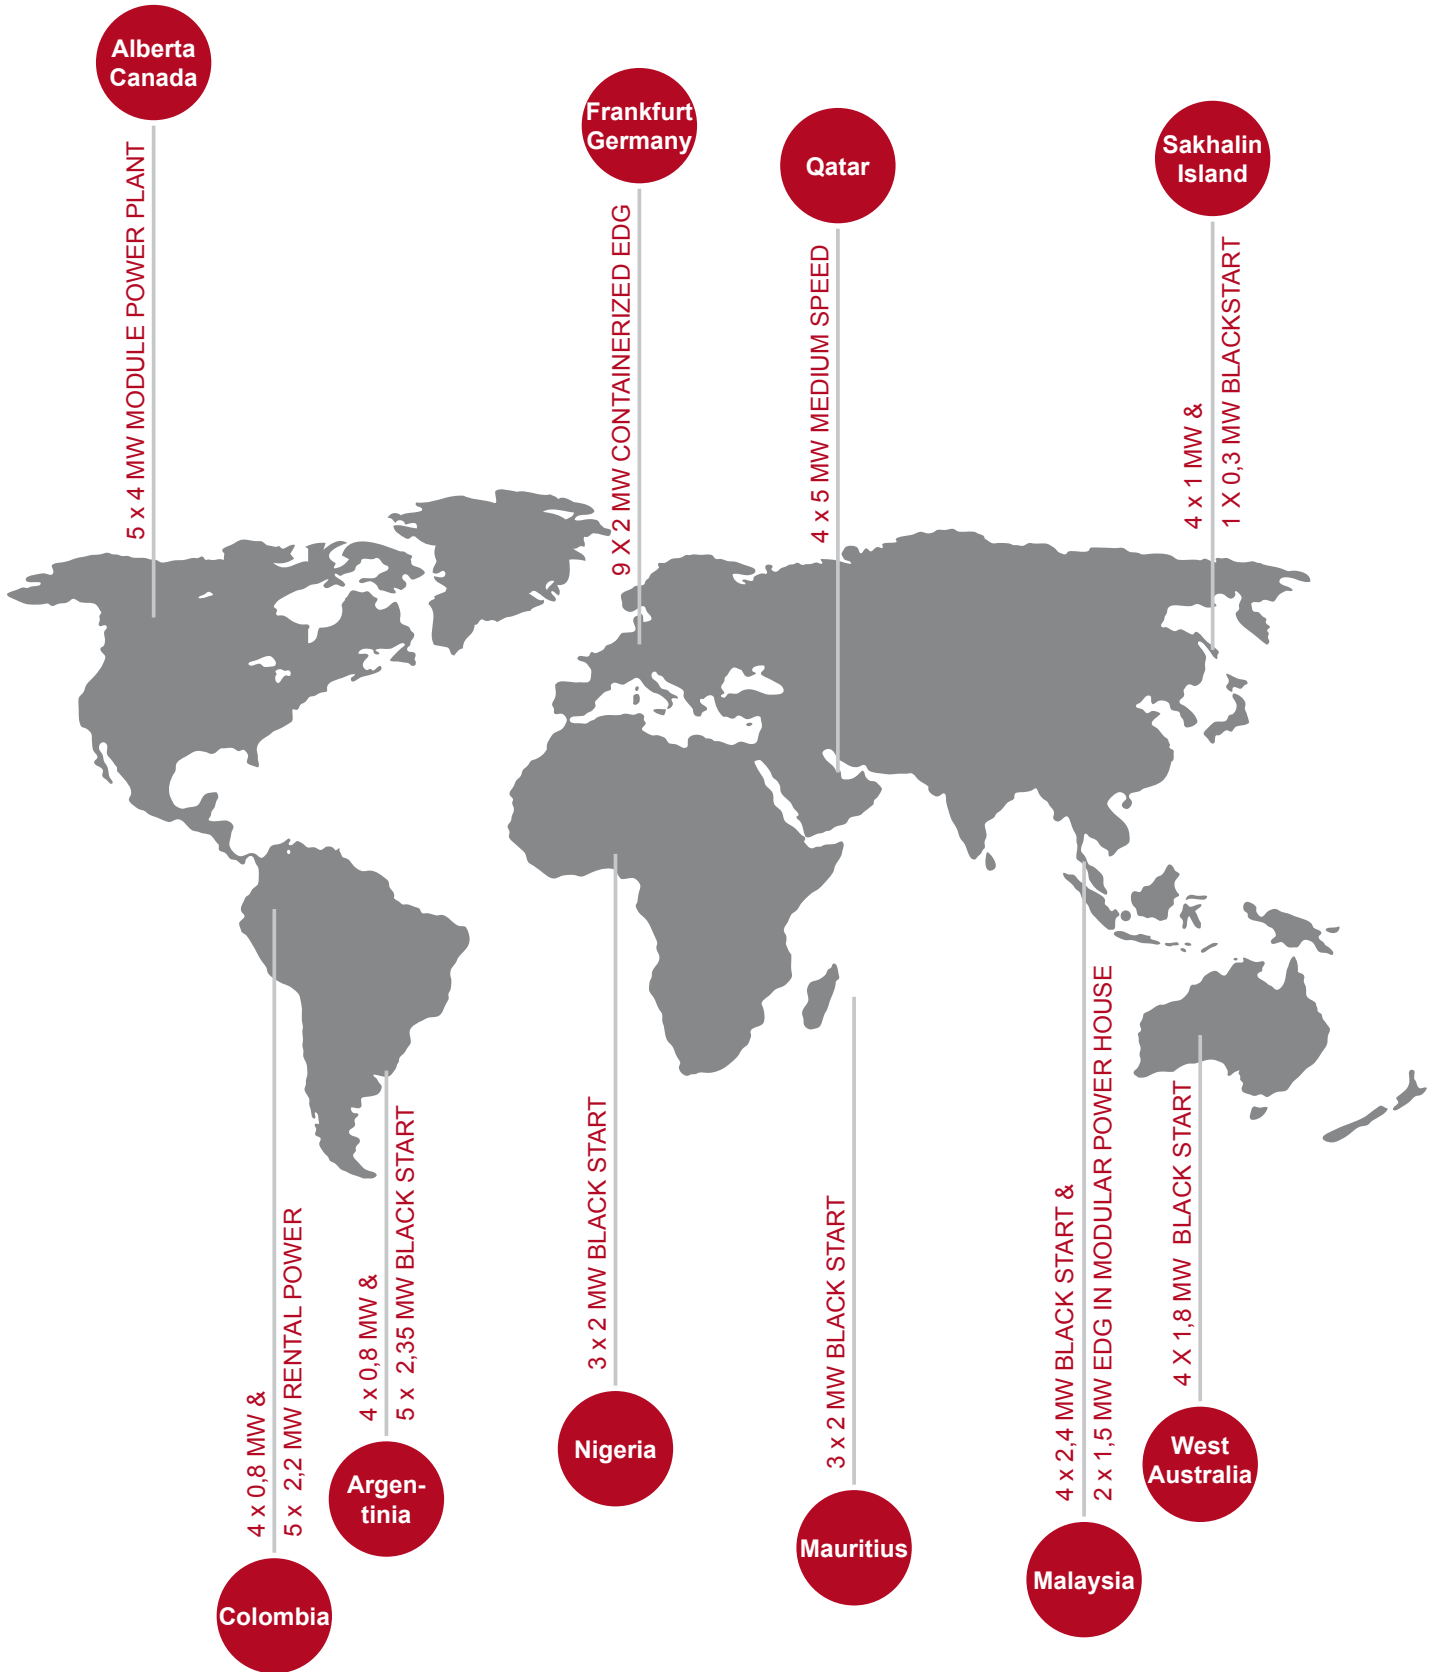 Alberta
Canada
5 x 4 MW MODULE POWER PLANT
Frankfurt
Germany
9 X 2 MW CONTAINERIZED EDG
Qatar
4 x 5 MW MEDIUM SPEED
Sakhalin
Island
4 x 1 MW &
1 X 0,3 MW BLACKSTART
4 x 0,8 MW &
5 x 2,2 MW RENTAL POWER
Colombia
4 x 0,8 MW &
5 x 2,35 MW BLACK START
Argen-
tinia
3 x 2 MW BLACK START
Nigeria
3 x 2 MW BLACK START
Mauritius
4 x 2,4 MW BLACK START &
2 x 1,5 MW EDG IN MODULAR POWER HOUSE
Malaysia
4 X 1,8 MW BLACK START
West
Australia